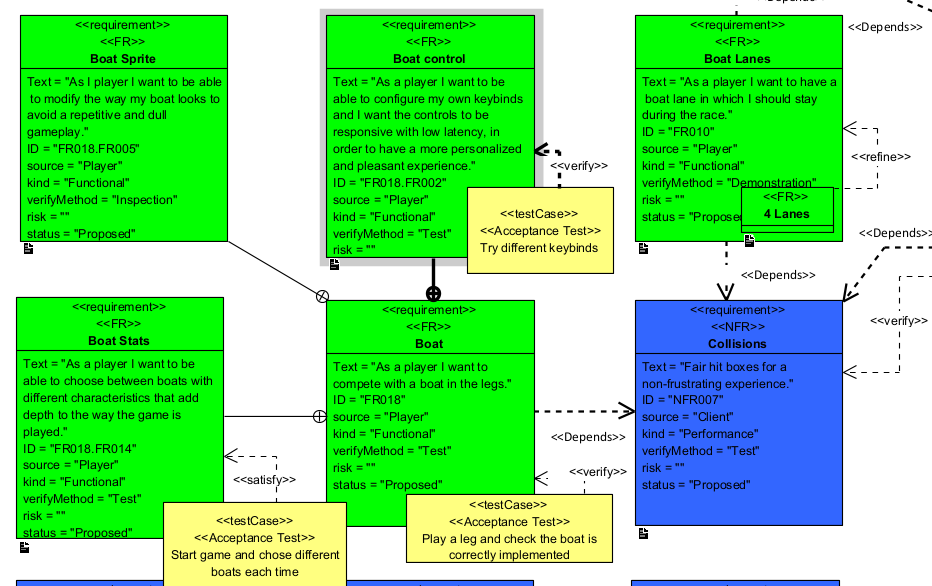 <<Depends>>
<<requirement>>
<<FR>>
Boat Sprite
Text = "As I player I want to be able
to modify the way my boat looks to
avoid a repetitive and dull
gameplay."
ID = "FR018.FR005"
source = "Player"
kind = "Functional"
verifyMethod = "Inspection"
risk = ""
status = "Proposed"
<<requirement>>
<<FR>>
Boat control
Text = "As a player I want to be
able to configure my own keybinds
and I want the controls to be
responsive with low latency, in
order to have a more personalized
and pleasant experience."
ID = "FR018.FR002"
source = "Player"
kind = "Functional"
verifyMethod = "Test"
risk = ""
<<verify>>
<<testCase>>
<<Acceptance Test>>
Try different keybinds
<<requirement>>
<<FR>>
Boat Lanes
Text = "As a player I want to have a
boat lane in which I should stay
during the race."
ID = "FR010"
source = "Player"
kind = "Functional"
verifyMethod = "Demonstration"
risk = ""
status = "Propose
<<FR>>
4 Lanes
<<Depends>>
<<refine>>
<<Depends>>
<<Depends>>
<<verify>>
<<requirement>>
<<FR>>
Boat Stats
Text = "As a player I want to be
able to choose between boats with
different characteristics that add
depth to the way the game is
played."
ID = "FR018.FR014"
source = "Player"
kind = "Functional"
verifyMethod = "Test"
risk = ""
status = "Proposed"
<<satisfy>>
<<testCase>>
<<Acceptance Test>>
Start game and chose different
boats each time
<<requirement>>
<<FR>>
Boat
Text = "As a player I want to
compete with a boat in the legs."
ID = "FR018"
source = "Player"
kind = "Functional"
verifyMethod = "Test"
risk = ""
status = "Proposed"
<<Depends>>
<<verify>>
<<testCase>>
<<Acceptance Test>>
Play a leg and check the boat is
correctly implemented
<<requirement>>
<<NFR>>
Collisions
Text = "Fair hit boxes for a
non-frustrating experience."
ID = "NFR007"
source = "Client"
kind = "Performance"
verifyMethod = "Test"
risk = ""
status = "Proposed"